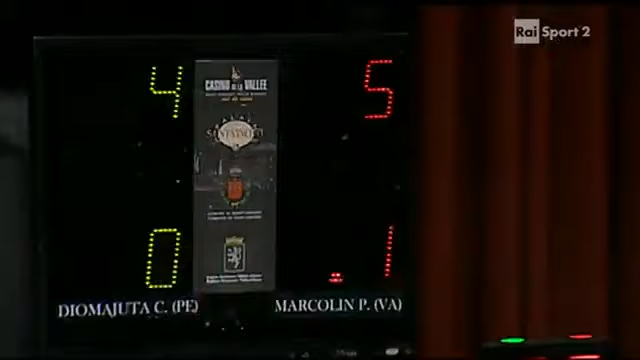 Rai Sport 2
4
5
CASINO DE LA VALLEE
0
1
DIOMAJUTA C. (PE)
MARCOLIN P. (VA)